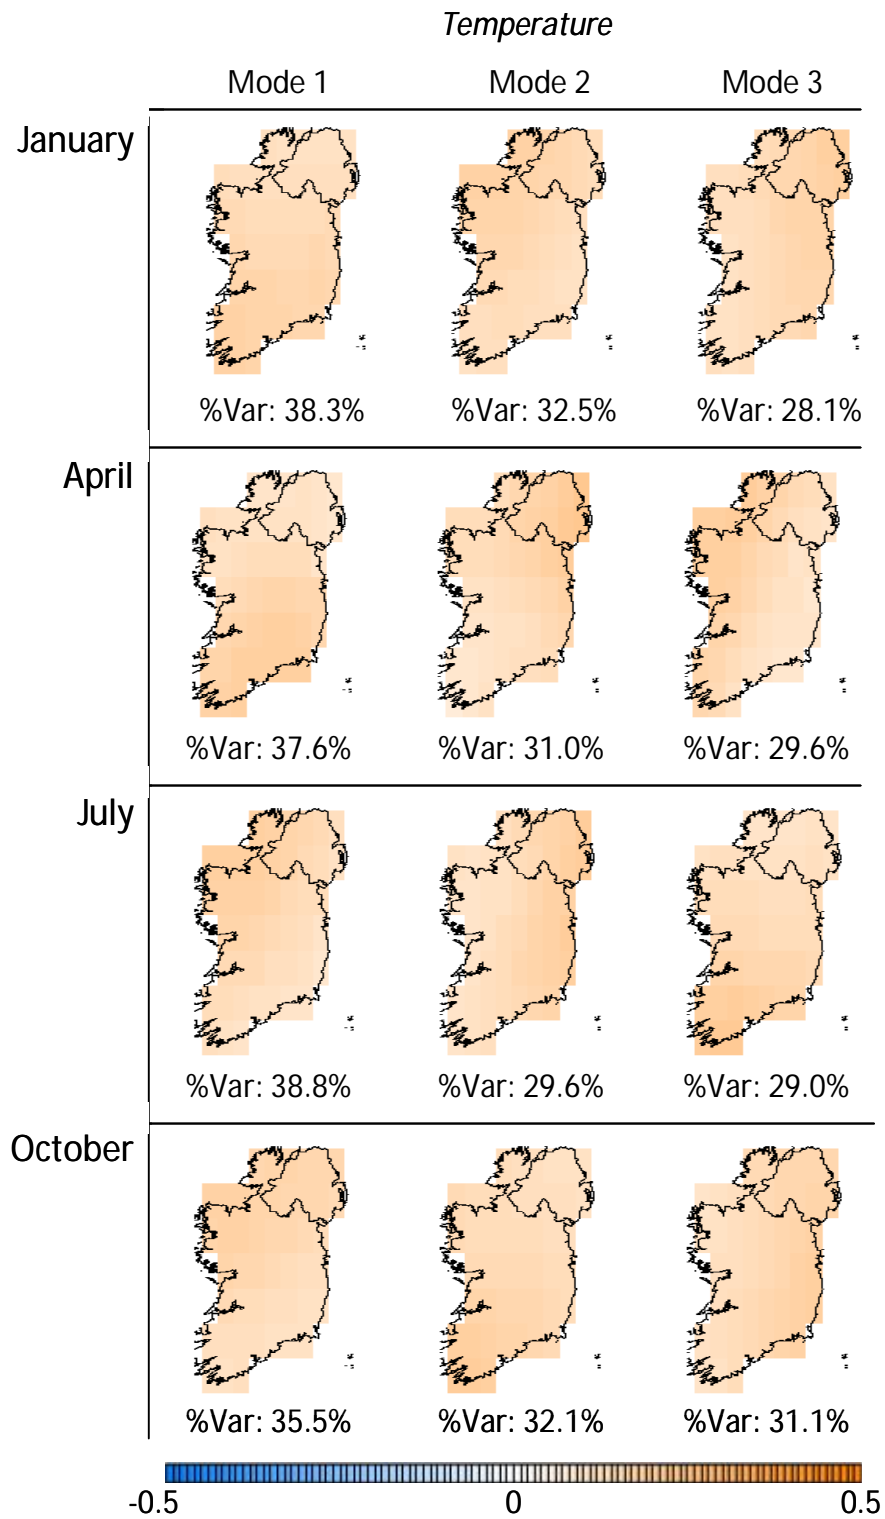 Temperature
Mode 1 Mode 2 Mode 3
January
%Var: 38.3% %Var: 32.5% %Var: 28.1%
April
%Var: 37.6% %Var: 31.0% %Var: 29.6%
July
%Var: 38.8% %Var: 29.6% %Var: 29.0%
October
%Var: 35.5% %Var: 32.1% %Var: 31.1%
-0.5 0 0.5